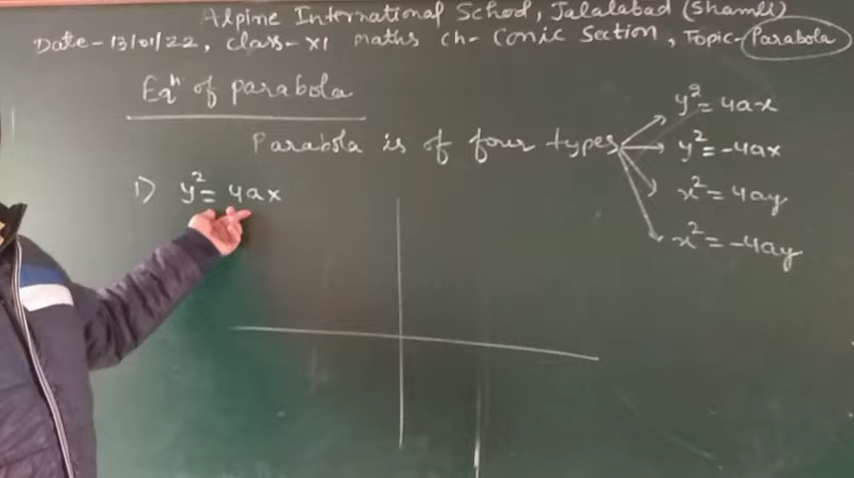 Alpine International School, Jalalabad (Shamli)
Date-13/01/22, class-XI maths ch-Conic Section, Topic-Parabola
Eqⁿ of parabola
Parabola is of four types
y²=4ax
y²=-4ax
x²=4ay
x²=-4ay
1) y²=4ax